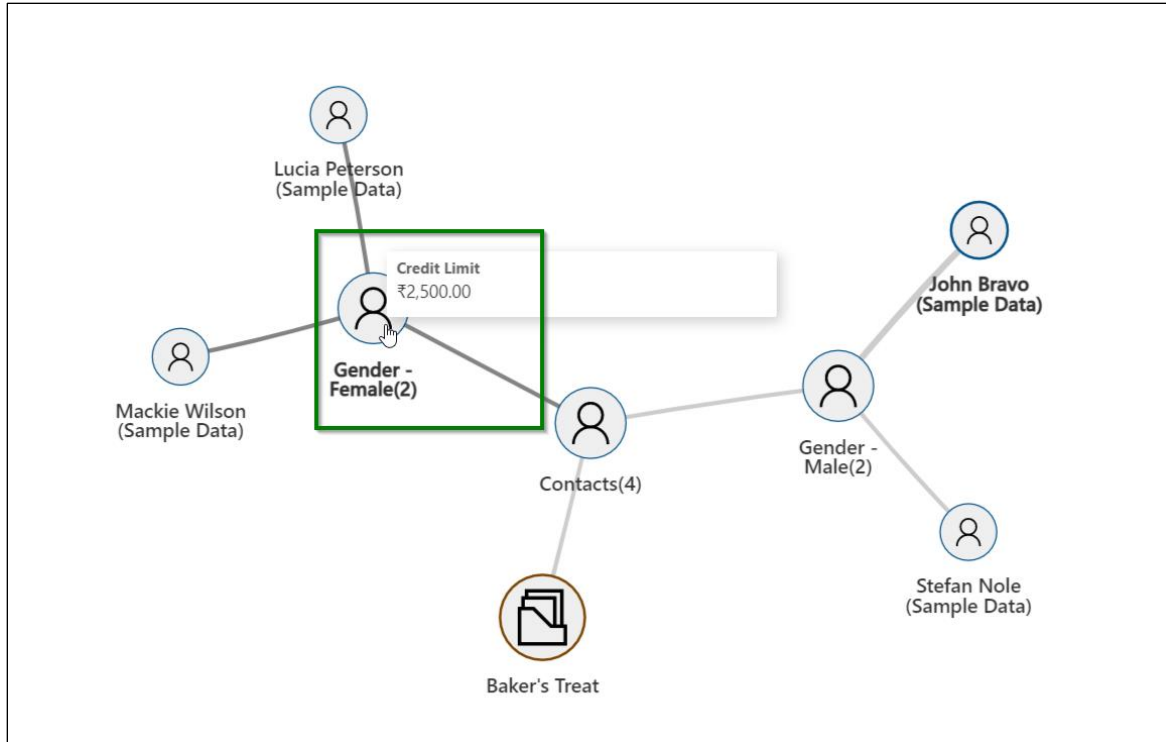 Lucia Peterson
(Sample Data)
Credit Limit
₹2,500.00
John Bravo
(Sample Data)
Gender -
Female(2)
Mackie Wilson
(Sample Data)
Gender -
Male(2)
Contacts(4)
Stefan Nole
(Sample Data)
Baker's Treat